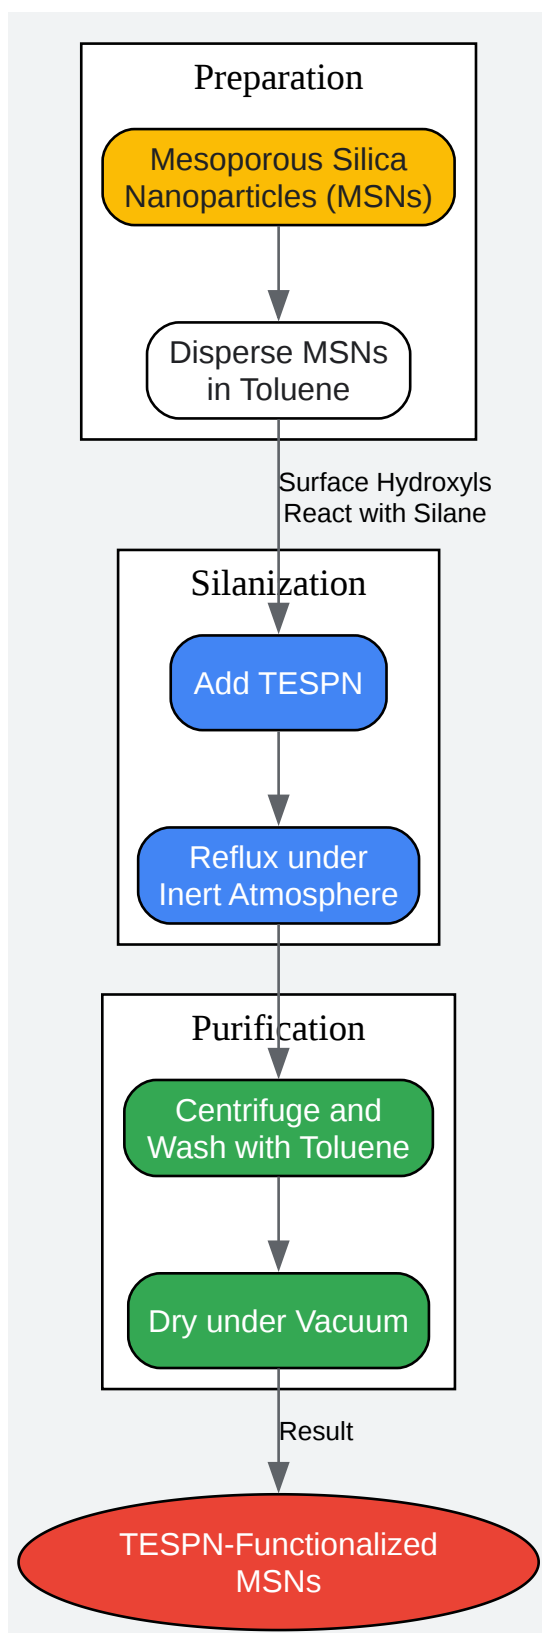 Preparation
Mesoporous Silica
Nanoparticles (MSNs)
Disperse MSNs
in Toluene
Surface Hydroxyls
React with Silane
Silanization
Add TESPN
Reflux under
Inert Atmosphere
Purification
Centrifuge and
Wash with Toluene
Dry under Vacuum
Result
TESPN-Functionalized
MSNs